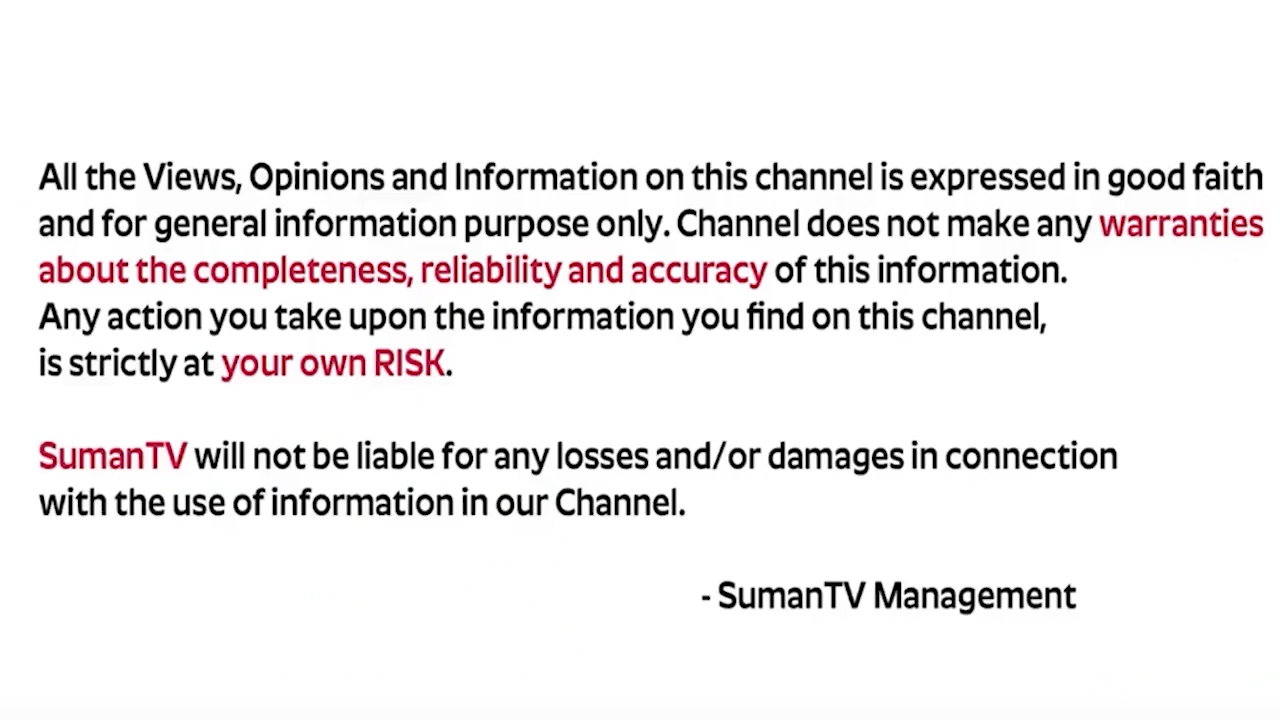 All the Views, Opinions and Information on this channel is expressed in good faith
and for general information purpose only. Channel does not make any warranties
about the completeness, reliability and accuracy of this information.
Any action you take upon the information you find on this channel,
is strictly at your own RISK.
SumanTV will not be liable for any losses and/or damages in connection
with the use of information in our Channel.
- SumanTV Management